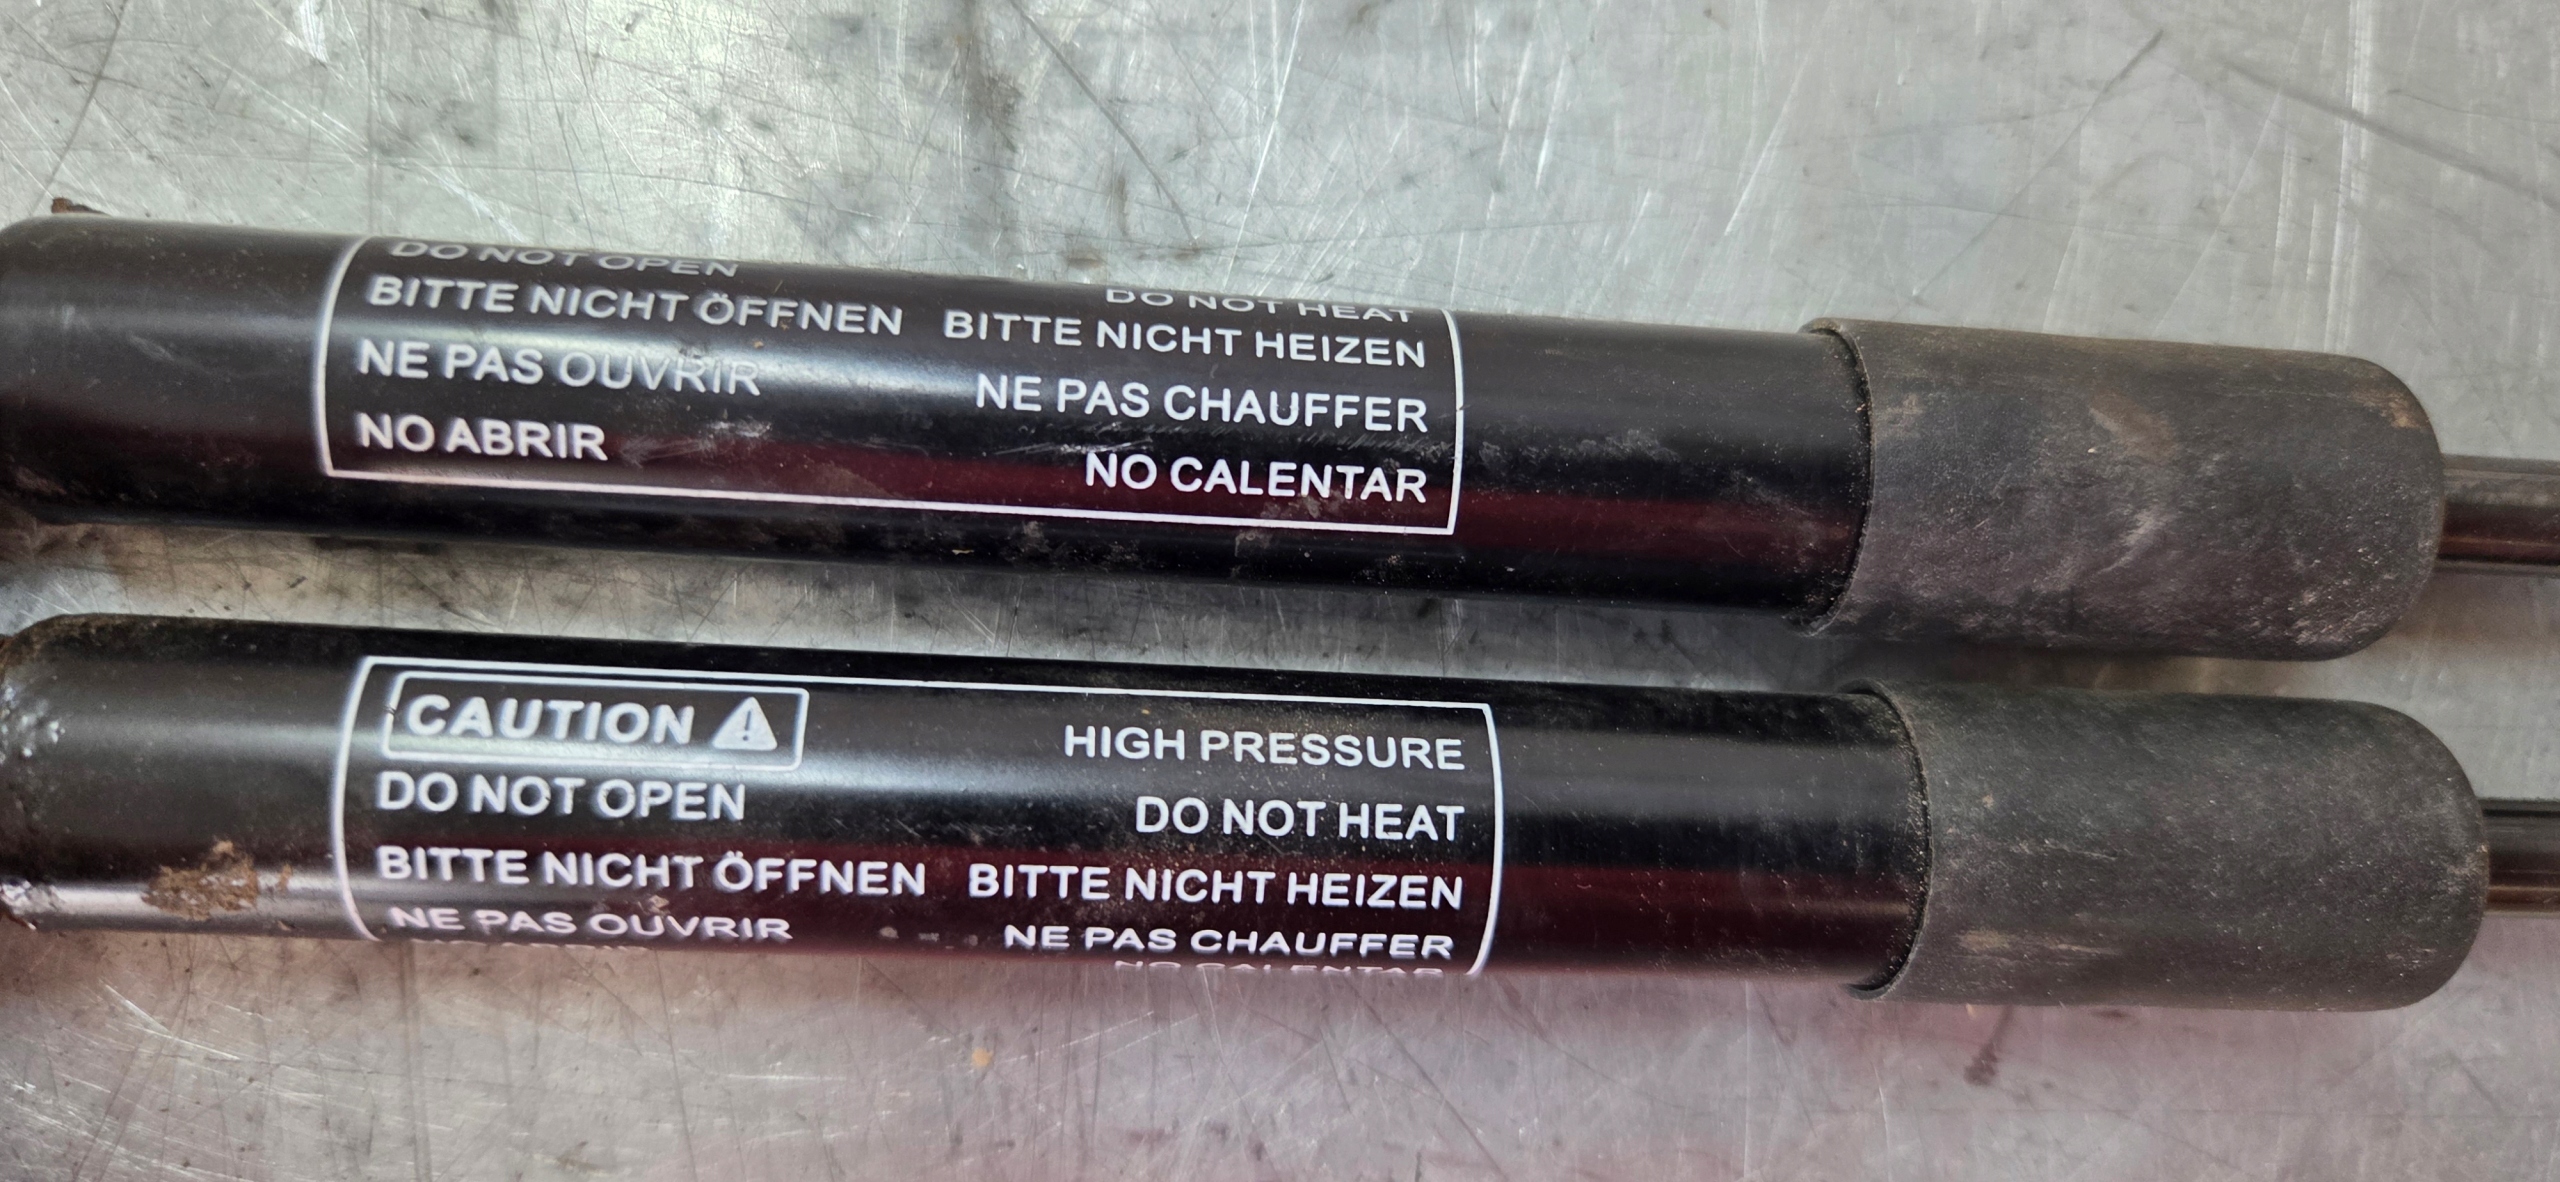 DO NOT OPEN DO NOT HEAT
BITTE NICHT ÖFFNEN BITTE NICHT HEIZEN
NE PAS OUVRIR NE PAS CHAUFFER
NO ABRIR NO CALENTAR
CAUTION HIGH PRESSURE
DO NOT OPEN DO NOT HEAT
BITTE NICHT ÖFFNEN BITTE NICHT HEIZEN
NE PAS OUVRIR NE PAS CHAUFFER
NO CALENTAR